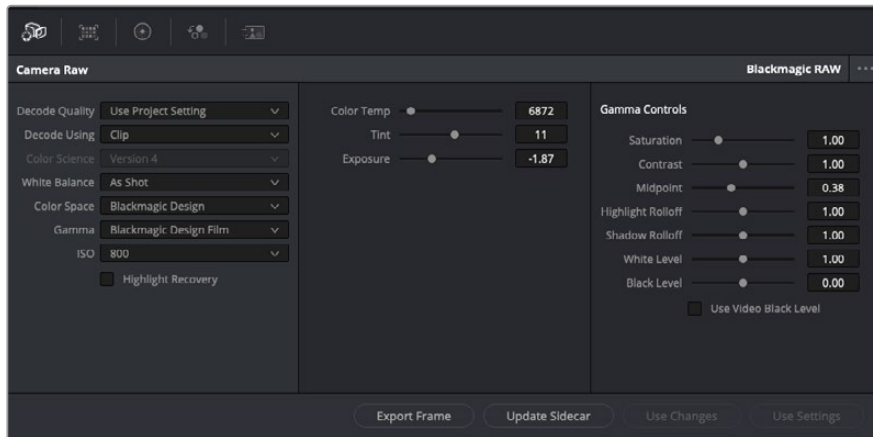 Camera Raw
Blackmagic RAW
Decode Quality Use Project Setting
Decode Using Clip
Color Science Version 4
White Balance As Shot
Color Space Blackmagic Design
Gamma Blackmagic Design Film
ISO 800
Highlight Recovery
Color Temp 6872
Tint 11
Exposure -1.87
Gamma Controls
Saturation 1.00
Contrast 1.00
Midpoint 0.38
Highlight Rolloff 1.00
Shadow Rolloff 1.00
White Level 1.00
Black Level 0.00
Use Video Black Level
Export Frame
Update Sidecar
Use Changes
Use Settings